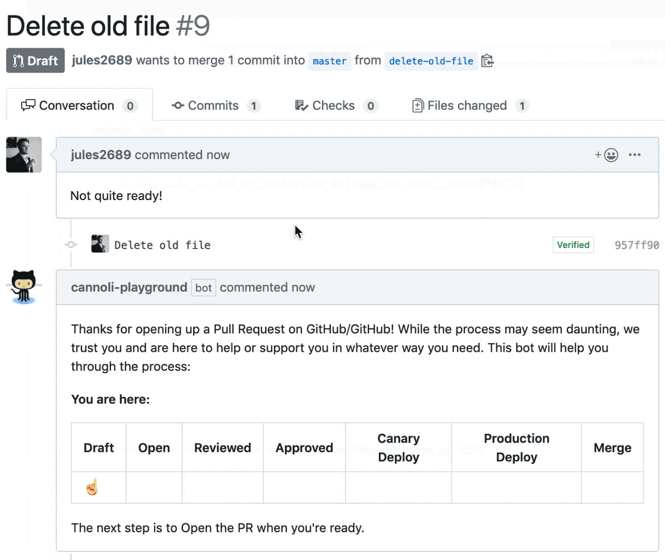 Delete old file #9
Draft jules2689 wants to merge 1 commit into master from delete-old-file
Conversation 0 Commits 1 Checks 0 Files changed 1
jules2689 commented now
Not quite ready!
Delete old file Verified 957ff90
cannoli-playground bot commented now
Thanks for opening up a Pull Request on GitHub/GitHub! While the process may seem daunting, we
trust you and are here to help or support you in whatever way you need. This bot will help you
through the process:
You are here:
Draft Open Reviewed Approved Canary Deploy Production Deploy Merge
The next step is to Open the PR when you're ready.